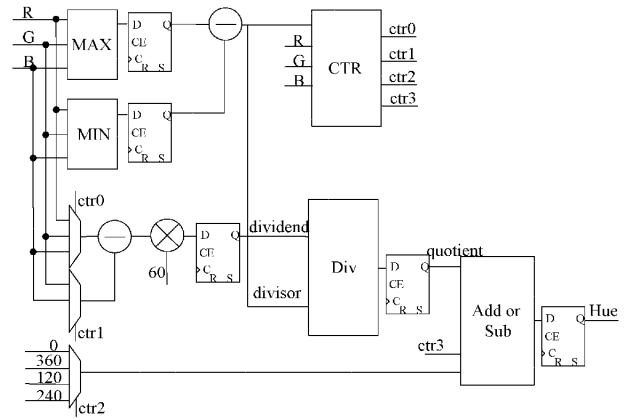 R
G
B
MAX
D Q
CE
C
R S
—
R
G
B
CTR
ctr0
ctr1
ctr2
ctr3
MIN
D Q
CE
C
R S
ctr0
—
60
D Q
CE
C
R S
dividend
divisor
Div
D Q
CE
C
R S
quotient
Add or
Sub
ctr3
D Q
CE
C
R S
Hue
ctr1
0
360
120
240
ctr2